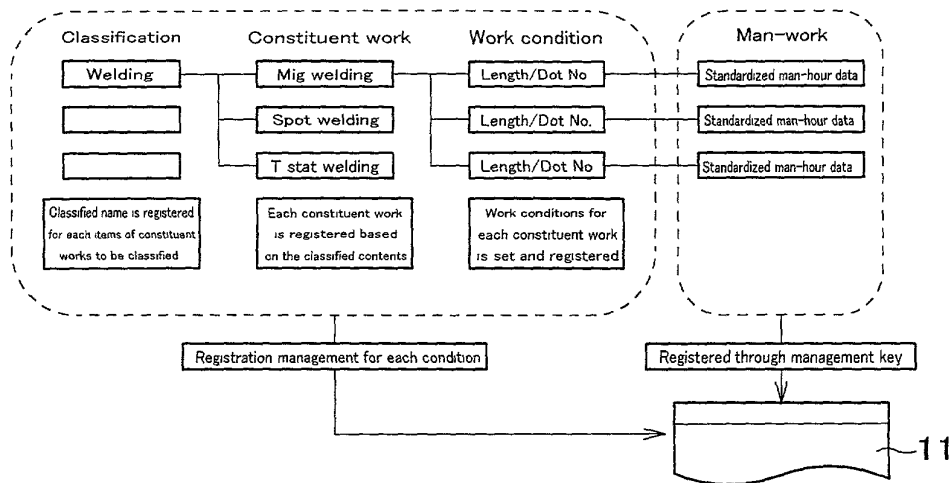 Classification
Constituent work
Work condition
Man-work
Welding
Mig welding
Length/Dot No
Standardized man-hour data
Spot welding
Length/Dot No.
Standardized man-hour data
T stat welding
Length/Dot No
Standardized man-hour data
Classified name is registered
for each items of constituent
works to be classified
Each constituent work
is registered based
on the classified contents
Work conditions for
each constituent work
is set and registered
Registration management for each condition
Registered through management key
11